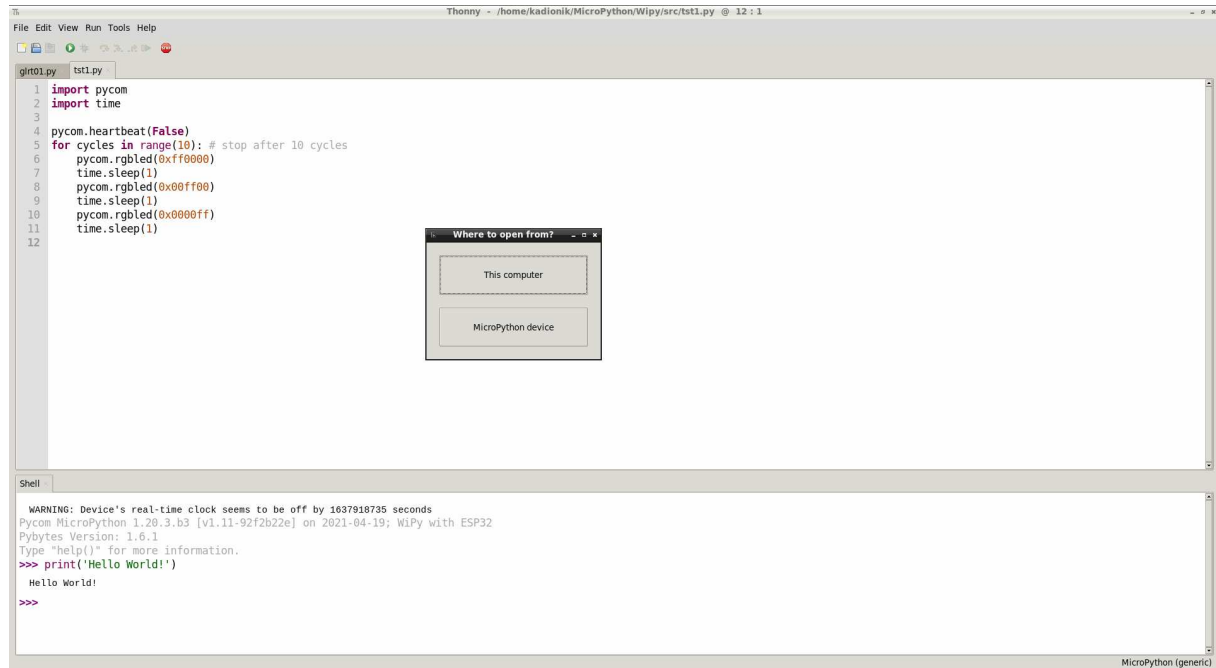 Thonny - /home/kadionik/MicroPython/Wipy/src/tst1.py @ 12 : 1
File Edit View Run Tools Help
glrt01.py tst1.py
1 import pycom
2 import time
3
4 pycom.heartbeat(False)
5 for cycles in range(10): # stop after 10 cycles
6     pycom.rgbled(0xff0000)
7     time.sleep(1)
8     pycom.rgbled(0x00ff00)
9     time.sleep(1)
10     pycom.rgbled(0x0000ff)
11     time.sleep(1)
12
Where to open from?
This computer
MicroPython device
Shell
WARNING: Device's real-time clock seems to be off by 1637918735 seconds
Pycom MicroPython 1.20.3.b3 [v1.11-92f2b22e] on 2021-04-19; WiPy with ESP32
Pybytes Version: 1.6.1
Type "help()" for more information.
>>> print('Hello World!')
Hello World!
>>>
MicroPython (generic)